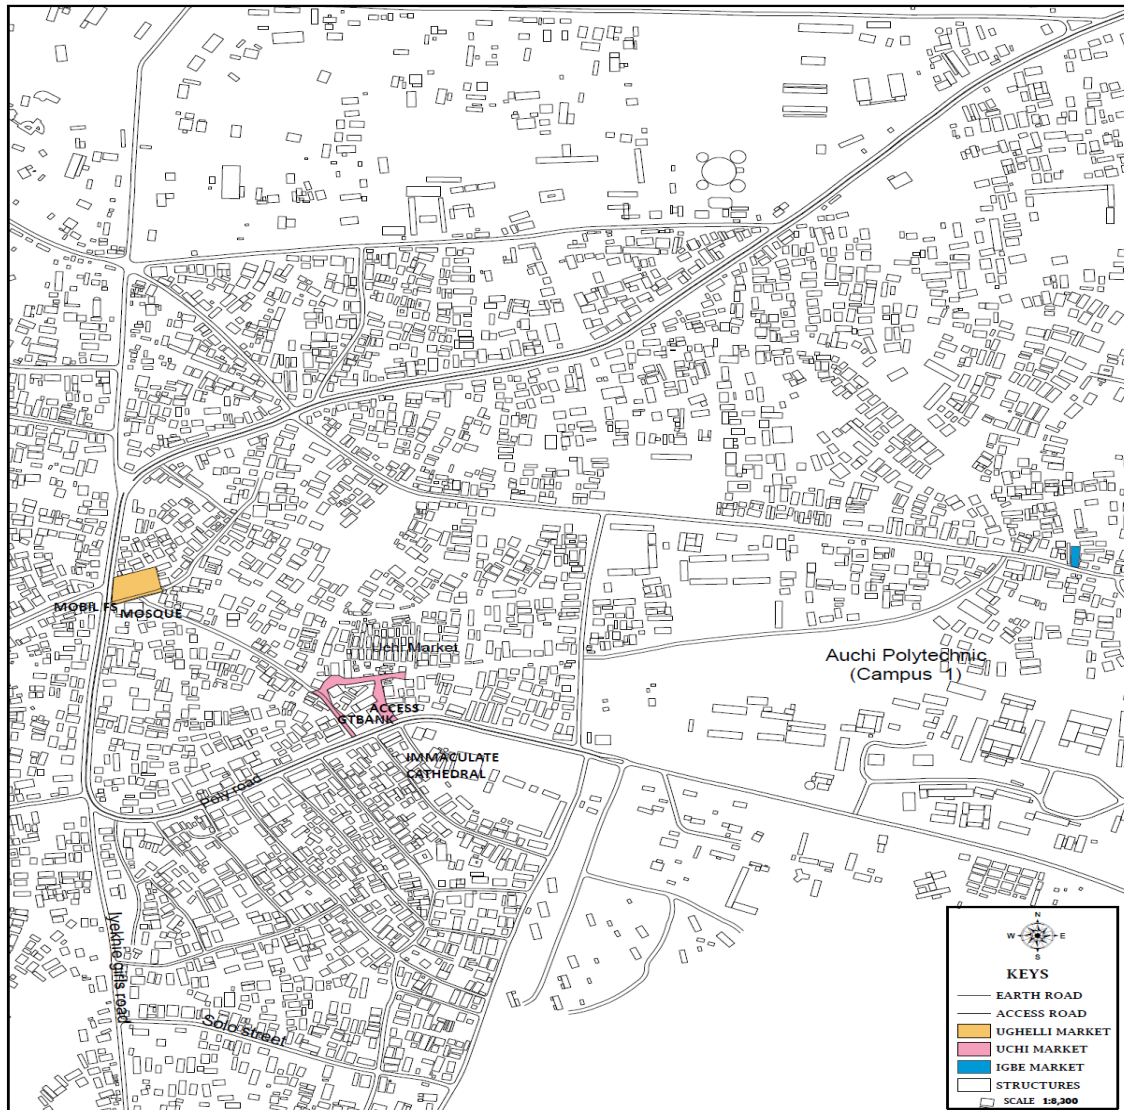 MOBIL FS
MOSQUE
Uchi Market
Auchi Polytechnic
(Campus 1)
ACCESS
GTBANK
IMMACULATE
CATHEDRAL
Poly road
Iyekhie girls road
Solo street
N
W E
S
KEYS
EARTH ROAD
ACCESS ROAD
UGHELLI MARKET
UCHI MARKET
IGBE MARKET
STRUCTURES
SCALE 1:8,300